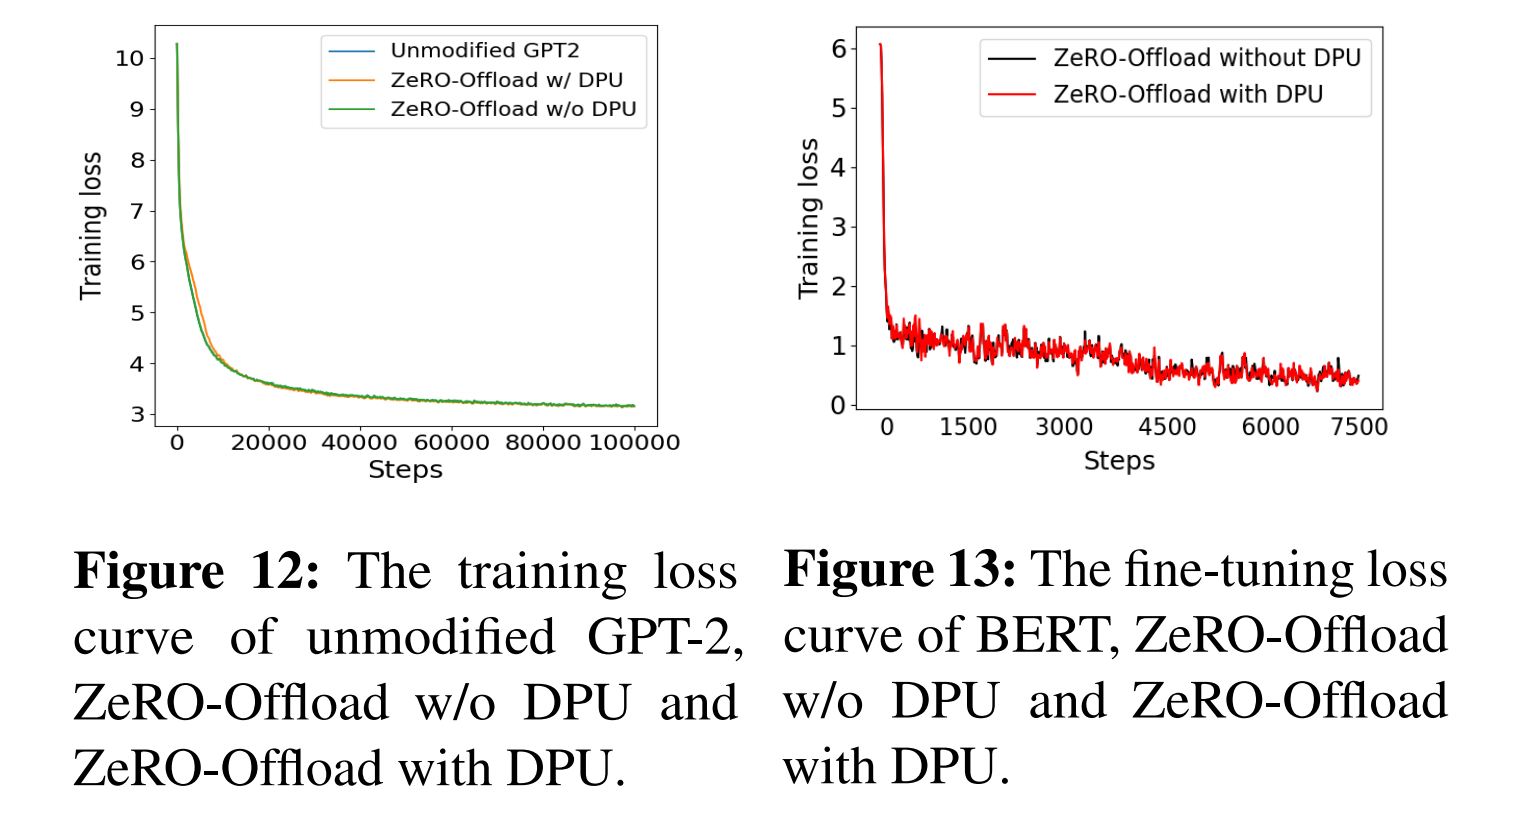 10
9
8
7
6
5
4
3
Training loss
Unmodified GPT2
ZeRO-Offload w/ DPU
ZeRO-Offload w/o DPU
0 20000 40000 60000 80000 100000
Steps
6
5
4
3
2
1
0
Training loss
ZeRO-Offload without DPU
ZeRO-Offload with DPU
0 1500 3000 4500 6000 7500
Steps
Figure 12: The training loss
curve of unmodified GPT-2,
ZeRO-Offload w/o DPU and
ZeRO-Offload with DPU.
Figure 13: The fine-tuning loss
curve of BERT, ZeRO-Offload
w/o DPU and ZeRO-Offload
with DPU.